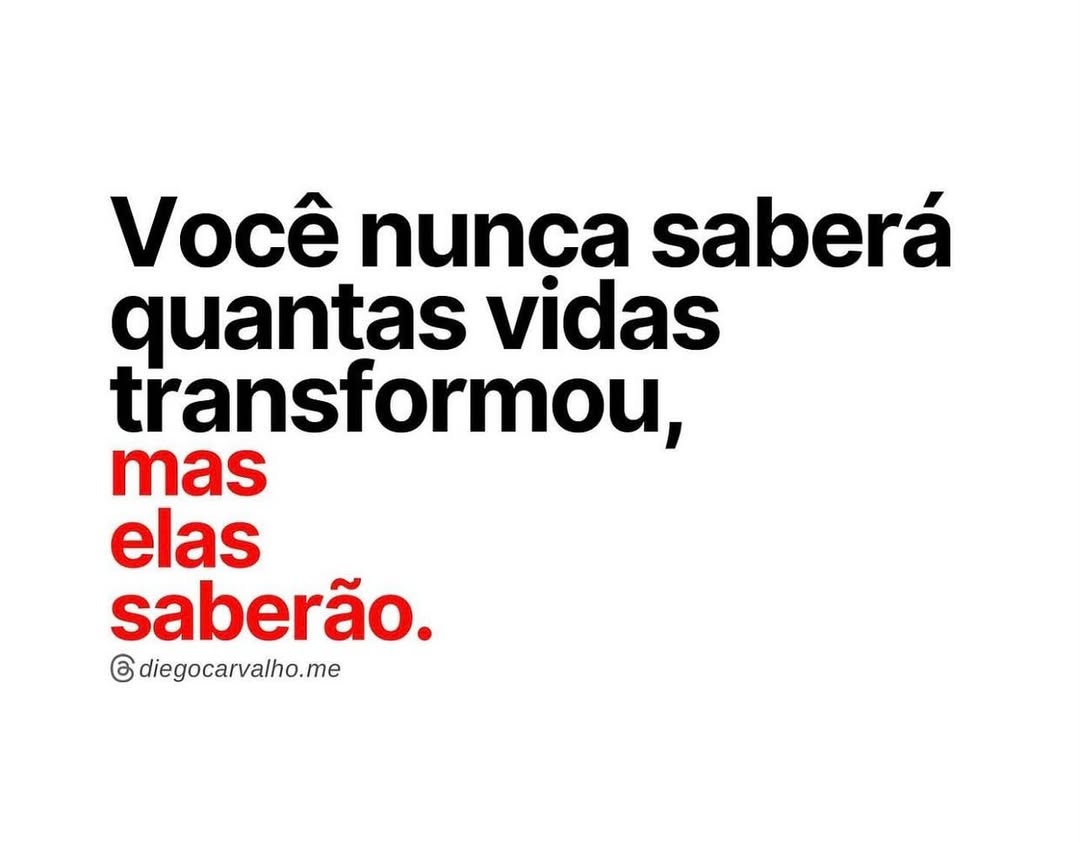 Você nunca saberá
quantas vidas
transformou,
mas
elas
saberão.
diegocarvalho.me